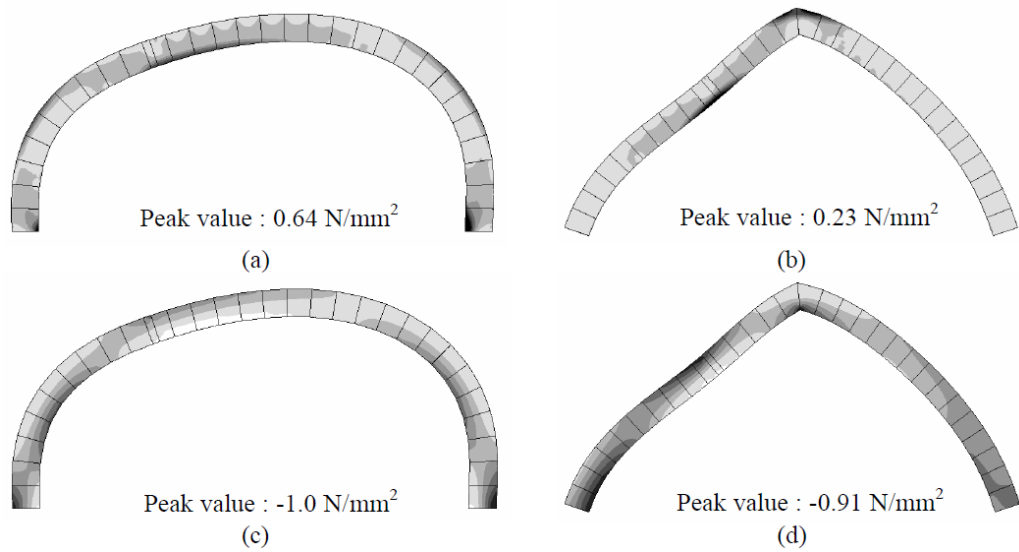 Peak value : 0.64 N/mm²
Peak value : 0.23 N/mm²
(a)
(b)
Peak value : -1.0 N/mm²
Peak value : -0.91 N/mm²
(c)
(d)